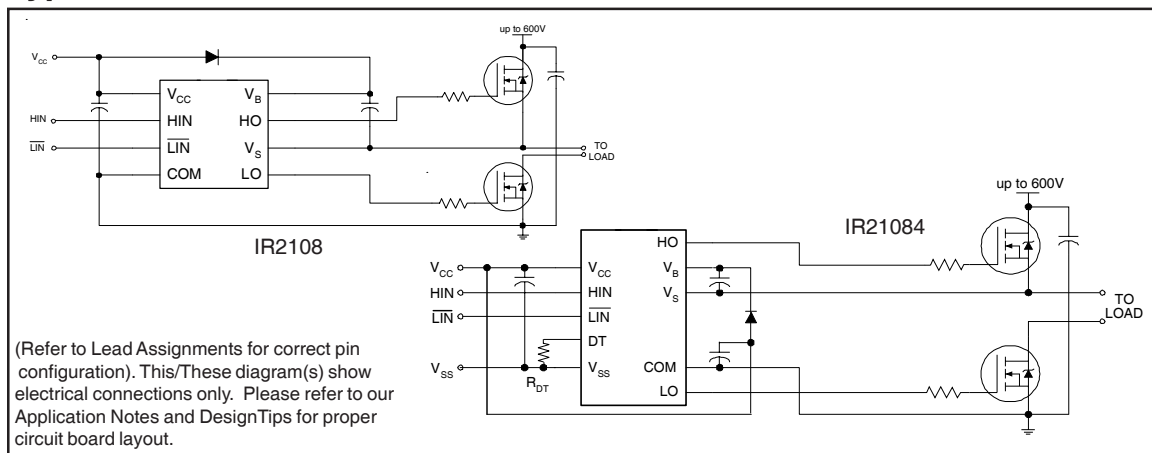 up to 600V
VCC
VCC
VB
HIN
HIN
HO
LIN
LIN
VS
TO
LOAD
COM
LO
IR2108
up to 600V
IR21084
HO
VCC
VCC
VB
HIN
HIN
VS
TO
LOAD
LIN
LIN
DT
VSS
RDT
VSS
COM
LO
(Refer to Lead Assignments for correct pin
configuration). This/These diagram(s) show
electrical connections only. Please refer to our
Application Notes and DesignTips for proper
circuit board layout.